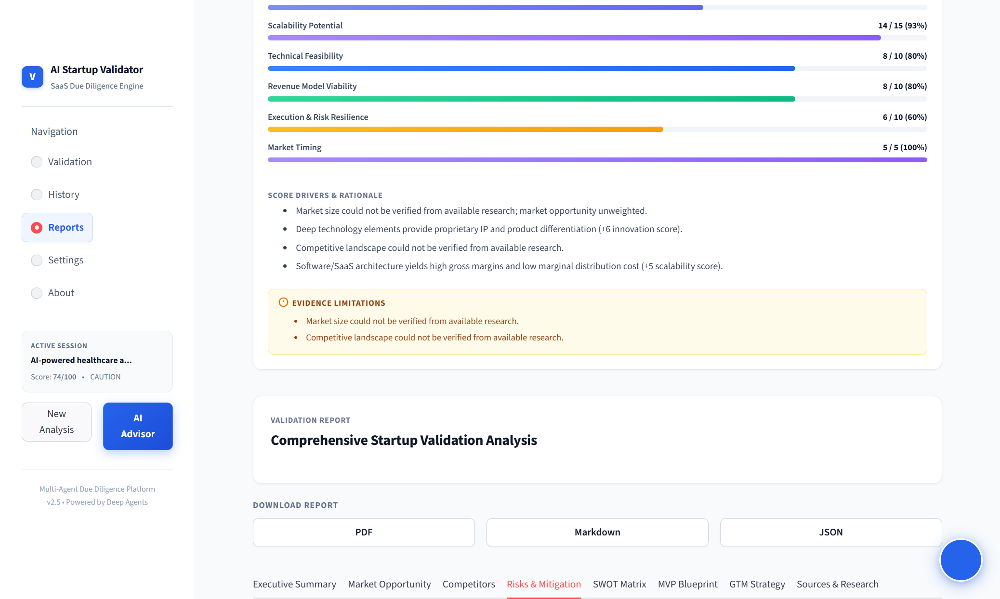 V
AI Startup Validator
SaaS Due Diligence Engine
Navigation
Validation
History
Reports
Settings
About
ACTIVE SESSION
AI-powered healthcare a...
Score: 74/100 • CAUTION
New
Analysis
AI
Advisor
Multi-Agent Due Diligence Platform
v2.5 • Powered by Deep Agents
Scalability Potential 14 / 15 (93%)
Technical Feasibility 8 / 10 (80%)
Revenue Model Viability 8 / 10 (80%)
Execution & Risk Resilience 6 / 10 (60%)
Market Timing 5 / 5 (100%)
SCORE DRIVERS & RATIONALE
• Market size could not be verified from available research; market opportunity unweighted.
• Deep technology elements provide proprietary IP and product differentiation (+6 innovation score).
• Competitive landscape could not be verified from available research.
• Software/SaaS architecture yields high gross margins and low marginal distribution cost (+5 scalability score).
EVIDENCE LIMITATIONS
• Market size could not be verified from available research.
• Competitive landscape could not be verified from available research.
VALIDATION REPORT
Comprehensive Startup Validation Analysis
DOWNLOAD REPORT
PDF Markdown JSON
Executive Summary Market Opportunity Competitors Risks & Mitigation SWOT Matrix MVP Blueprint GTM Strategy Sources & Research